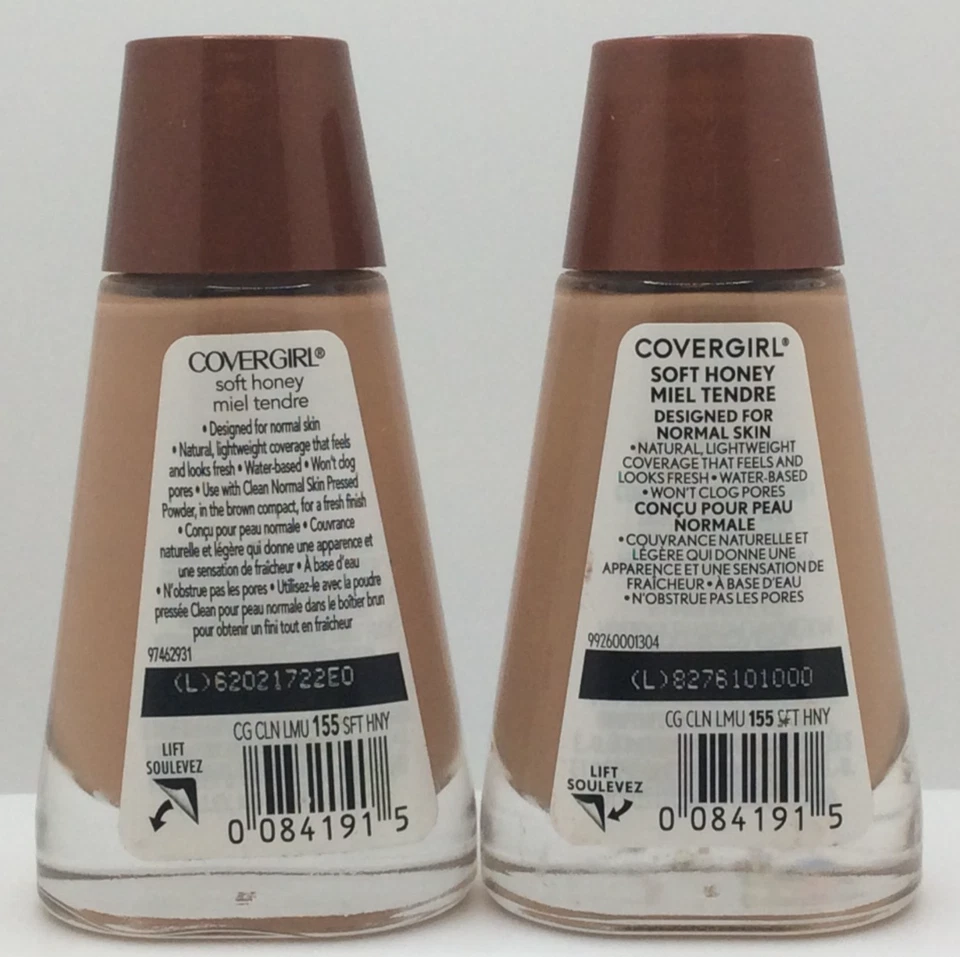 COVERGIRL®
soft honey
miel tendre
• Designed for normal skin
• Natural, lightweight coverage that feels
and looks fresh • Water-based • Won't clog
pores • Use with Clean Normal Skin Pressed
Powder, in the brown compact, for a fresh finish
• Conçu pour peau normale • Couvrance
naturelle et légère qui donne une apparence et
une sensation de fraîcheur • À base d'eau
• N'obstrue pas les pores • Utilisez-le avec la poudre
pressée Clean pour peau normale dans le boîtier brun
pour obtenir un fini tout en fraîcheur
97462931
(L)62021722E0
CG CLN LMU 155 SFT HNY
LIFT
SOULEVEZ
0 084191 5
COVERGIRL®
SOFT HONEY
MIEL TENDRE
DESIGNED FOR
NORMAL SKIN
• NATURAL, LIGHTWEIGHT
COVERAGE THAT FEELS AND
LOOKS FRESH • WATER-BASED
• WON'T CLOG PORES
CONÇU POUR PEAU
NORMALE
• COUVRANCE NATURELLE ET
LÉGÈRE QUI DONNE UNE
APPARENCE ET UNE SENSATION DE
FRAÎCHEUR • À BASE D'EAU
• N'OBSTRUE PAS LES PORES
99260001304
(L)8276101000
CG CLN LMU 155 SFT HNY
LIFT
SOULEVEZ
0 084191 5